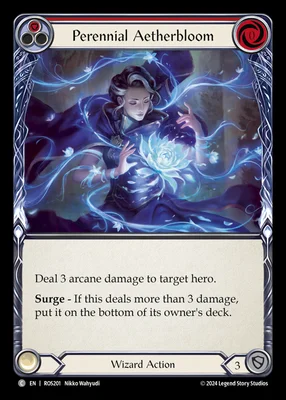 Perennial Aetherbloom
Deal 3 arcane damage to target hero.
Surge - If this deals more than 3 damage,
put it on the bottom of its owner's deck.
Wizard Action
3
C EN | ROS201 Nikko Wahyudi
© 2024 Legend Story Studios